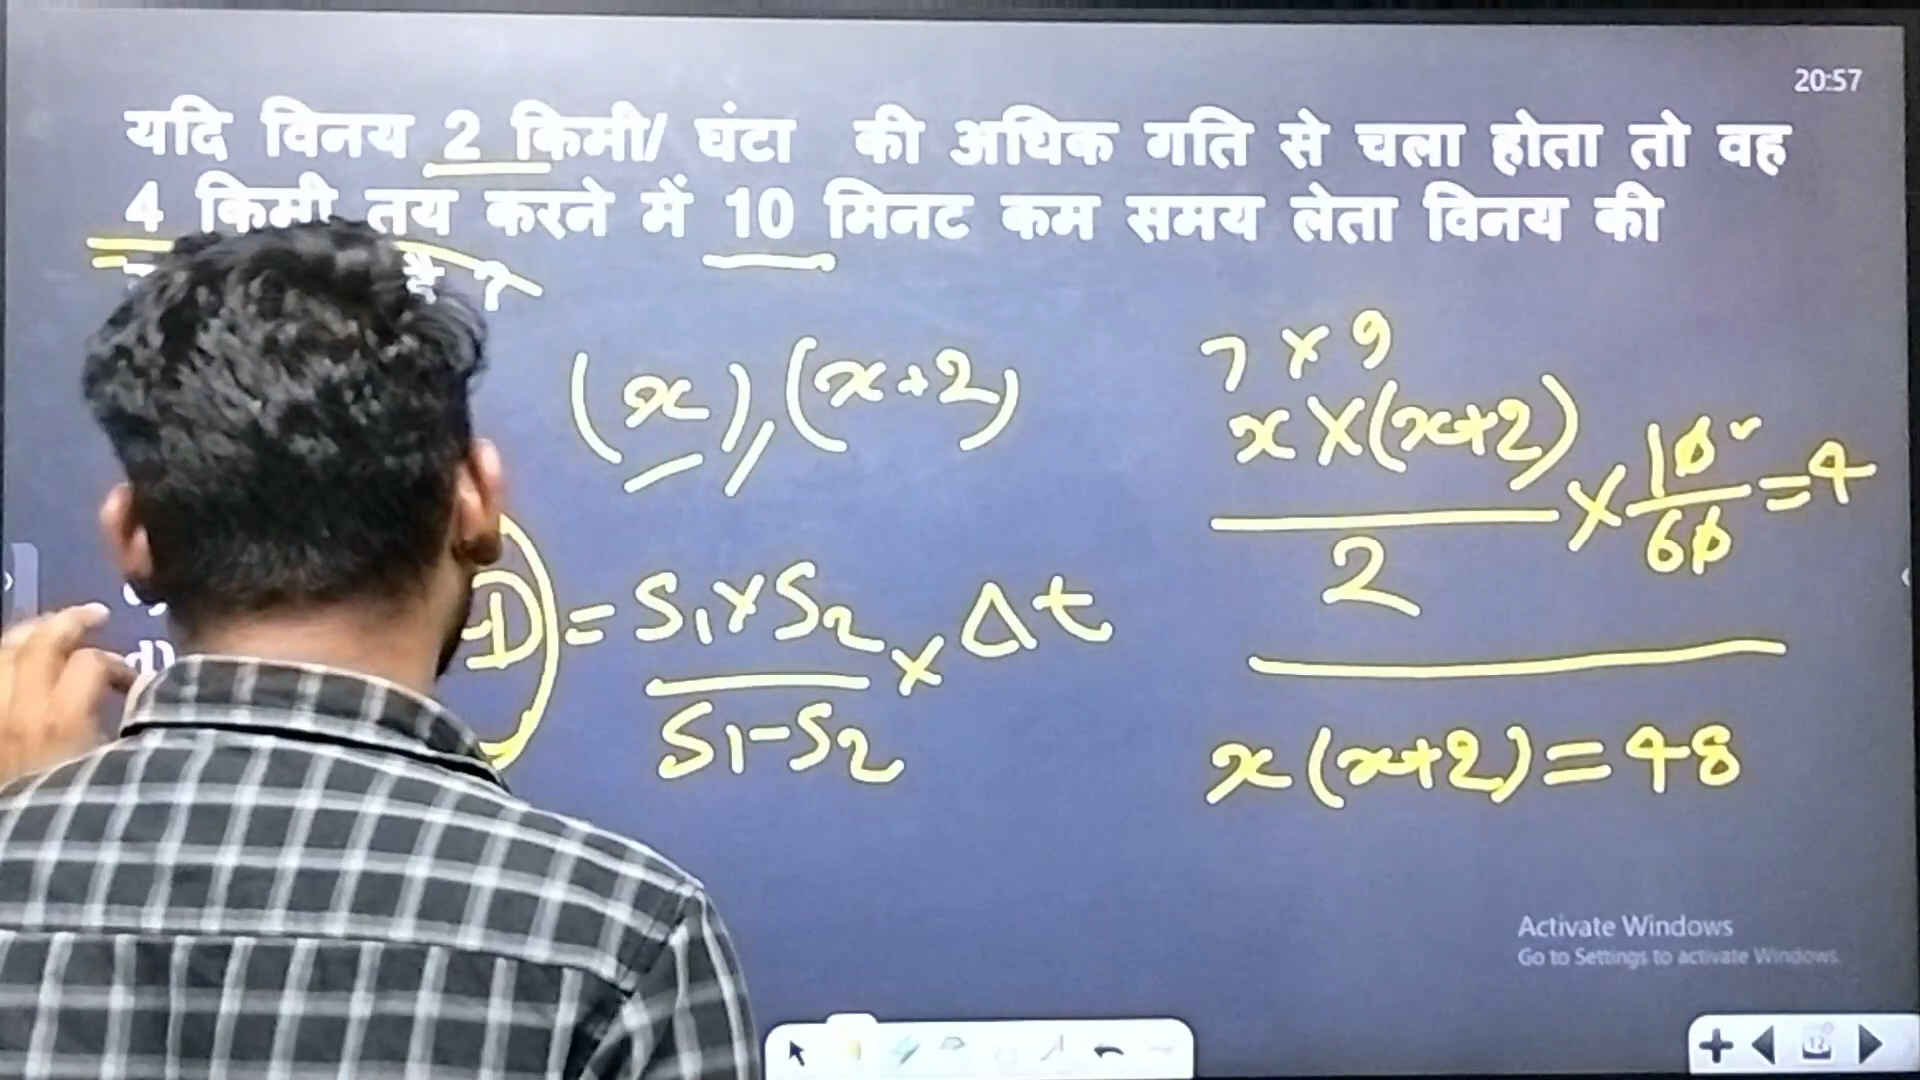 20:57
यदि विनय 2 किमी/ घंटा की अधिक गति से चला होता तो वह
4 किमी तय करने में 10 मिनट कम समय लेता विनय की
है ?
(x), (x+2)
7 x 9
x X (x+2) / 2 X 10/60 = 4
D = S1 x S2 / S1-S2 x Δt
d)
x (x+2) = 48
Activate Windows
Go to Settings to activate Windows.